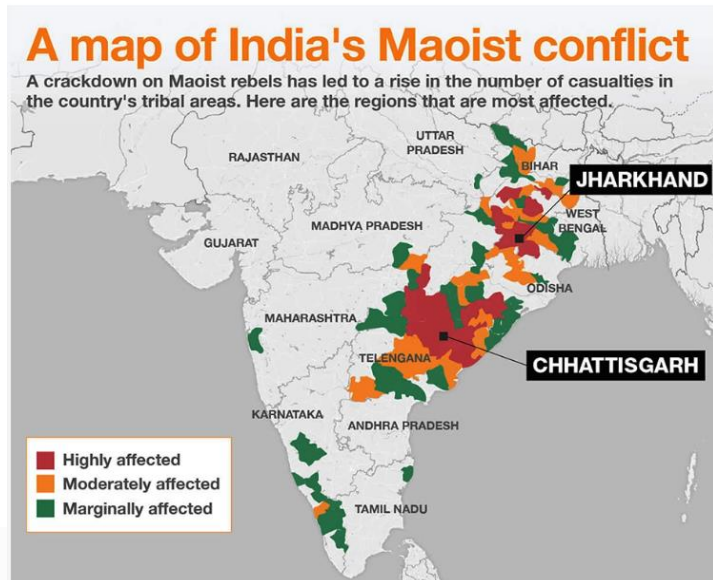 A map of India's Maoist conflict
A crackdown on Maoist rebels has led to a rise in the number of casualties in
the country's tribal areas. Here are the regions that are most affected.
UTTAR
PRADESH
RAJASTHAN
BIHAR
JHARKHAND
WEST
BENGAL
MADHYA PRADESH
GUJARAT
ODISHA
MAHARASHTRA
TELENGANA
CHHATTISGARH
KARNATAKA
ANDHRA PRADESH
Highly affected
Moderately affected
Marginally affected
TAMIL NADU